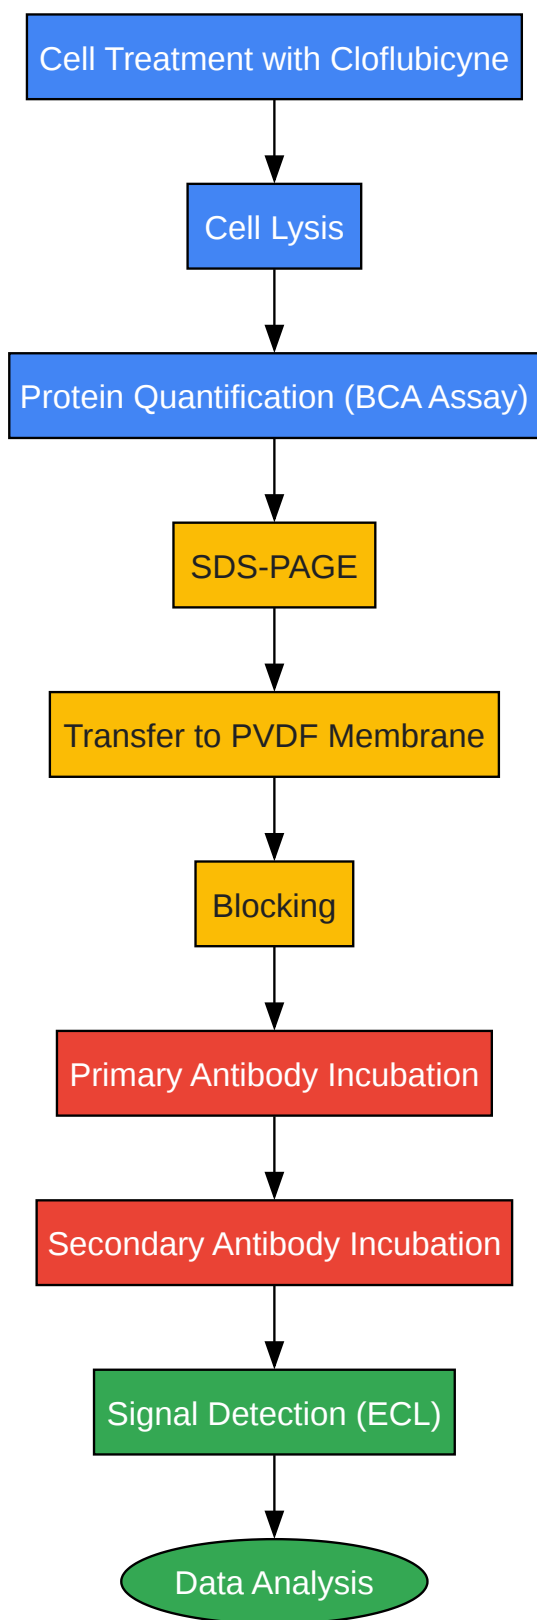 Cell Treatment with Cloflubicyne
Cell Lysis
Protein Quantification (BCA Assay)
SDS-PAGE
Transfer to PVDF Membrane
Blocking
Primary Antibody Incubation
Secondary Antibody Incubation
Signal Detection (ECL)
Data Analysis